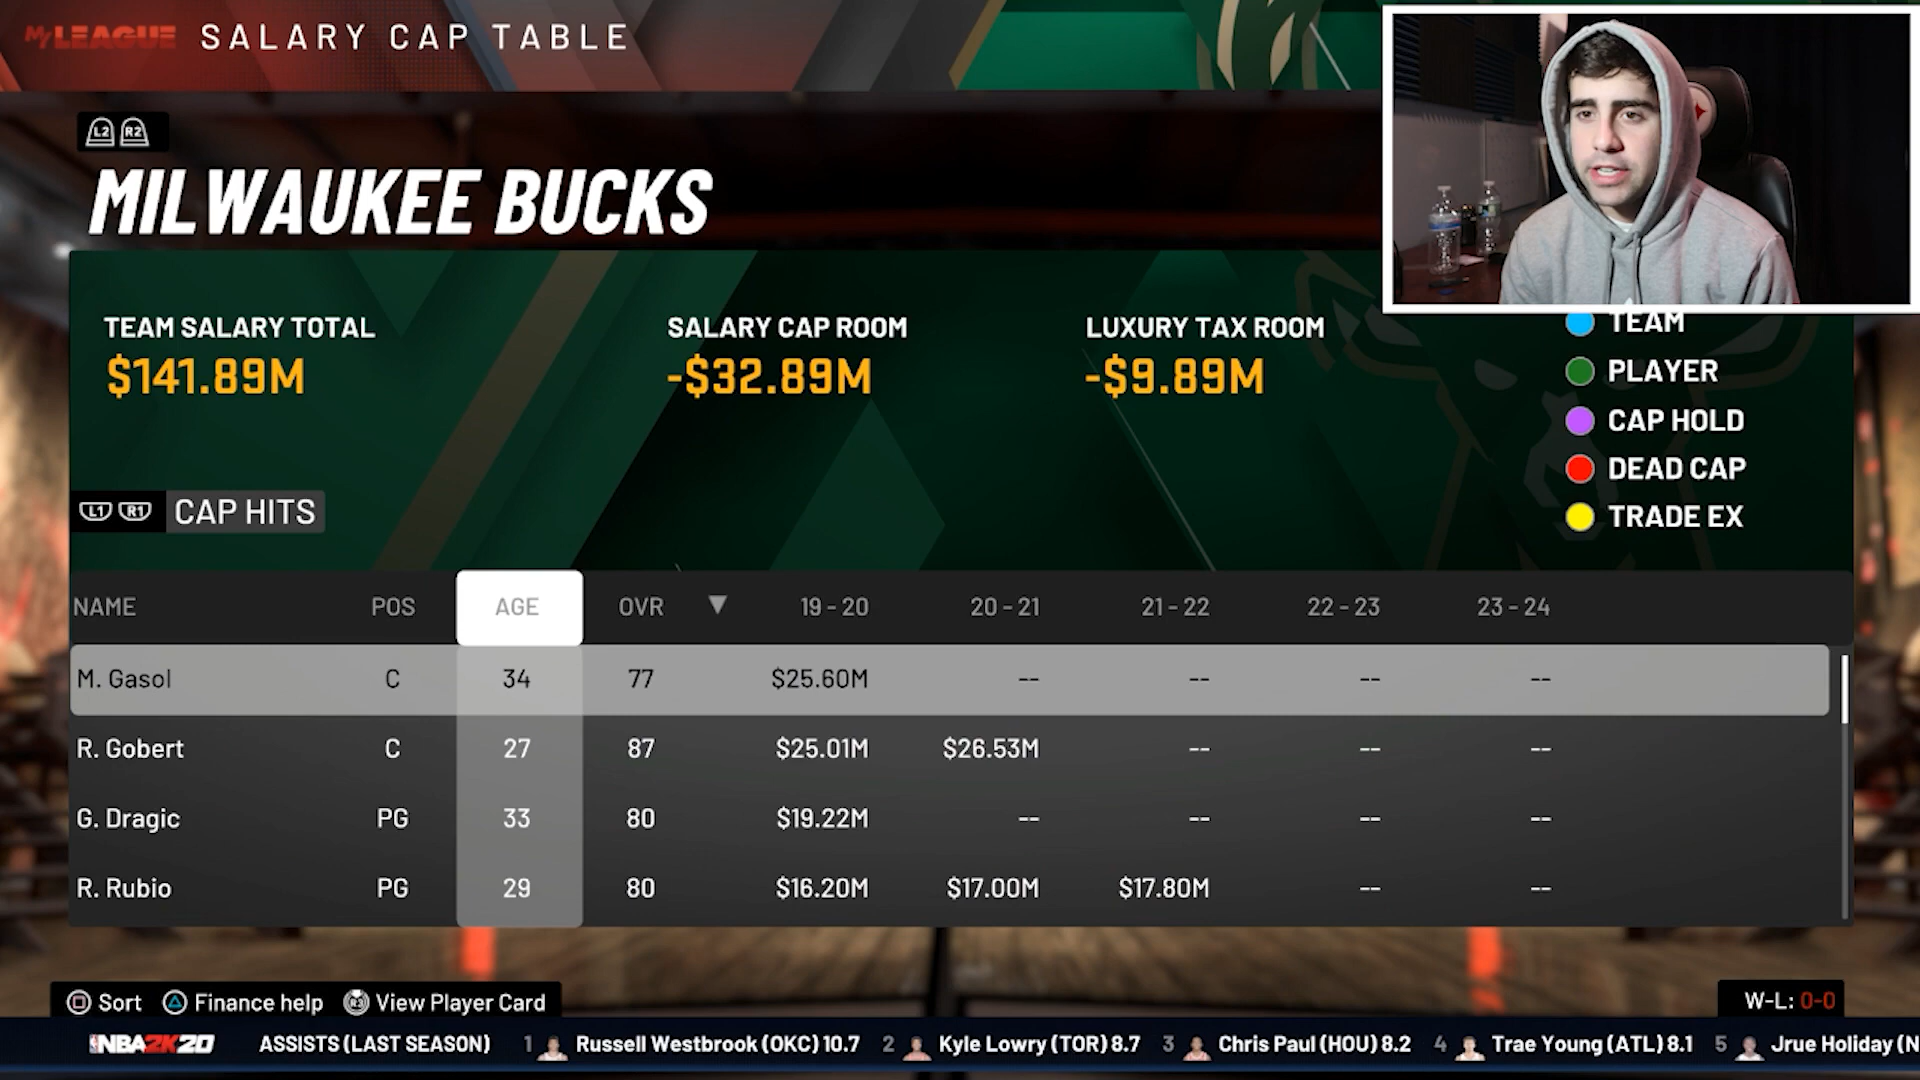 MyLEAGUE SALARY CAP TABLE
L2 R2
MILWAUKEE BUCKS
TEAM SALARY TOTAL SALARY CAP ROOM LUXURY TAX ROOM
$141.89M -$32.89M -$9.89M
TEAM
PLAYER
CAP HOLD
DEAD CAP
TRADE EX
L1 R1 CAP HITS
NAME POS AGE OVR ▼ 19 - 20 20 - 21 21 - 22 22 - 23 23 - 24
M. Gasol C 34 77 $25.60M -- -- -- --
R. Gobert C 27 87 $25.01M $26.53M -- -- --
G. Dragic PG 33 80 $19.22M -- -- -- --
R. Rubio PG 29 80 $16.20M $17.00M $17.80M -- --
Sort Finance help R3 View Player Card W-L: 0-0
NBA2K20 ASSISTS (LAST SEASON) 1 Russell Westbrook (OKC) 10.7 2 Kyle Lowry (TOR) 8.7 3 Chris Paul (HOU) 8.2 4 Trae Young (ATL) 8.1 5 Jrue Holiday (N